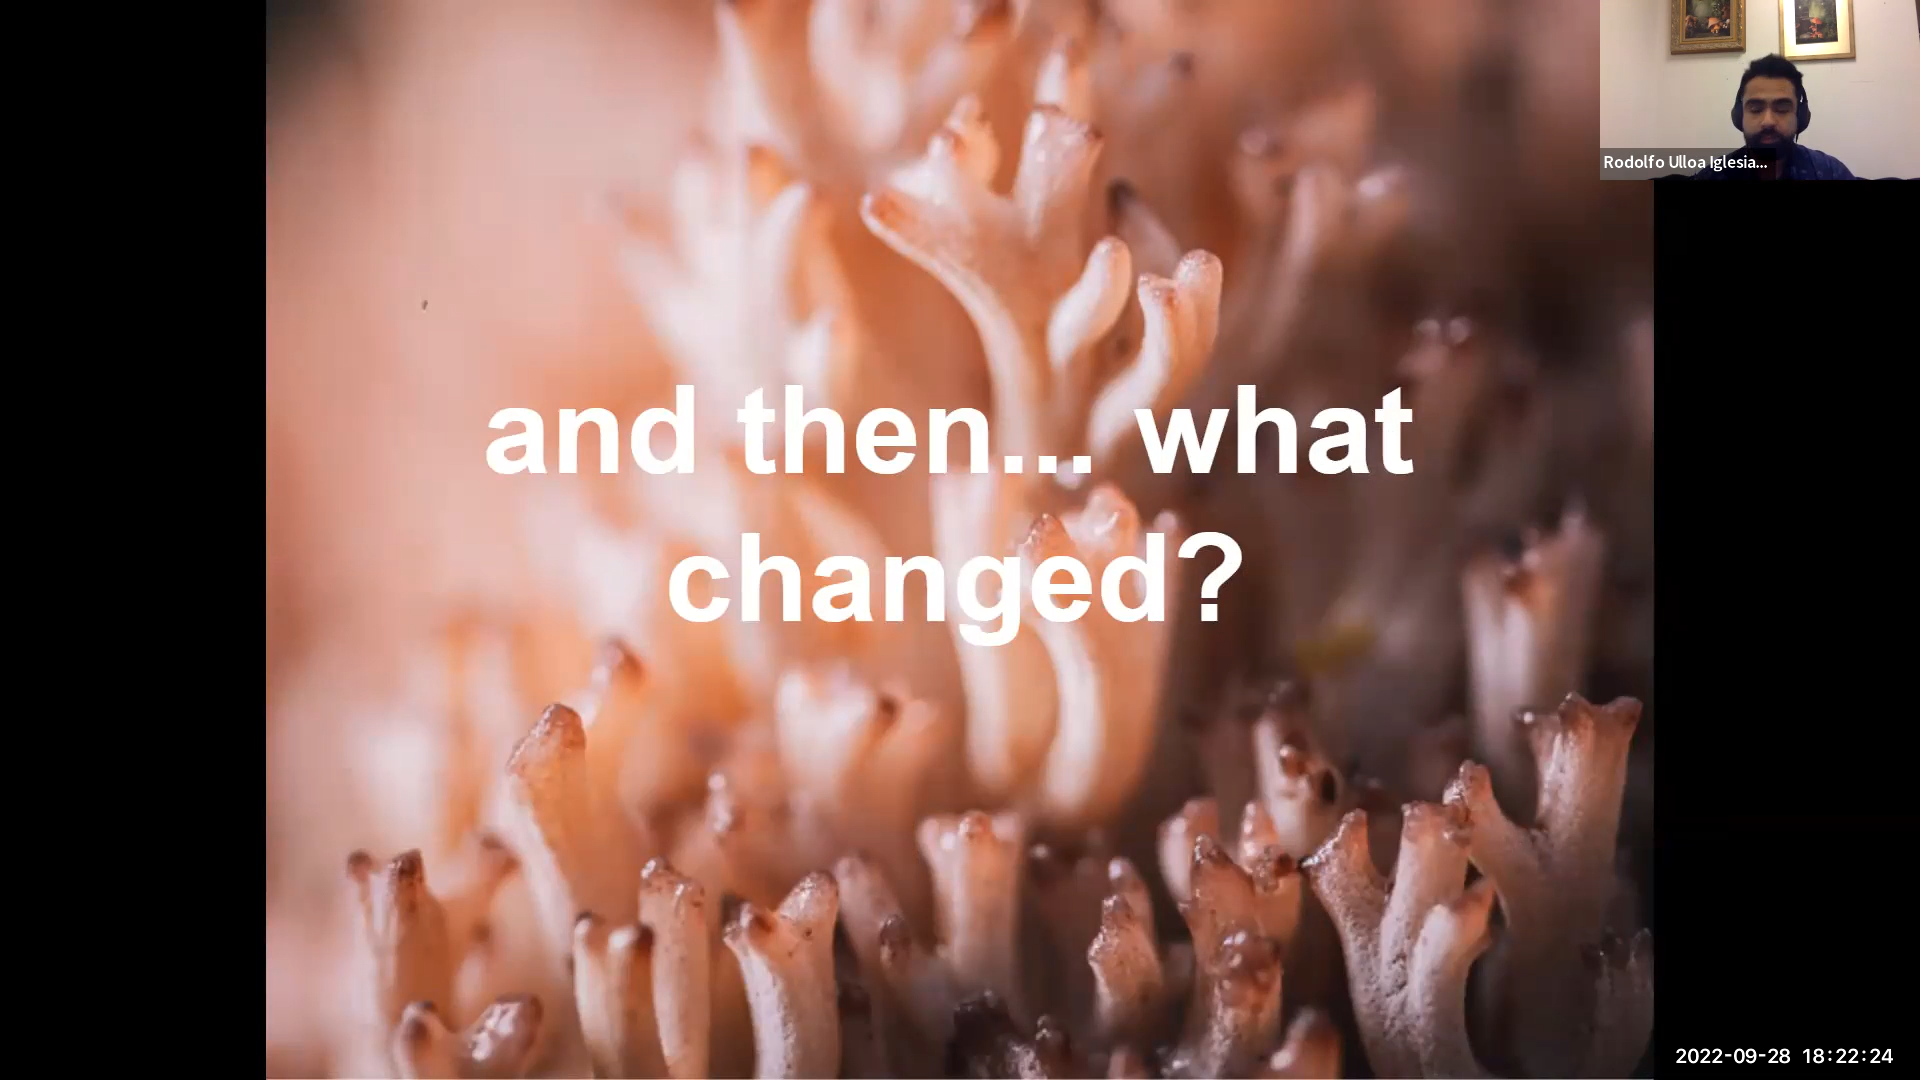 and then... what
changed?
Rodolfo Ulloa Iglesia...
2022-09-28 18:22:24